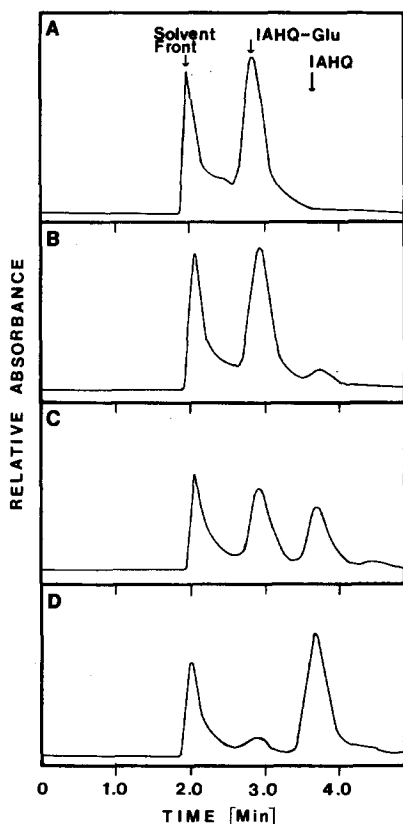 A
Solvent
Front
IAHQ-Glu
IAHQ
B
C
D
RELATIVE ABSORBANCE
0 1.0 2.0 3.0 4.0
TIME [Min]